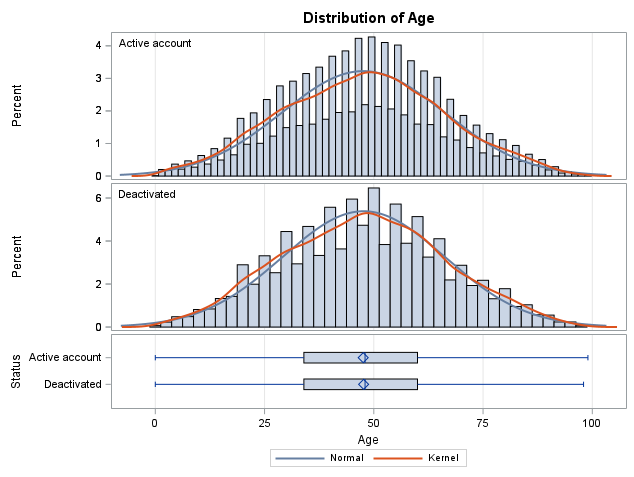 Distribution of Age
Active account
Percent
4
3
2
1
0
Deactivated
Percent
6
4
2
0
Status
Active account
Deactivated
0 25 50 75 100
Age
Normal Kernel